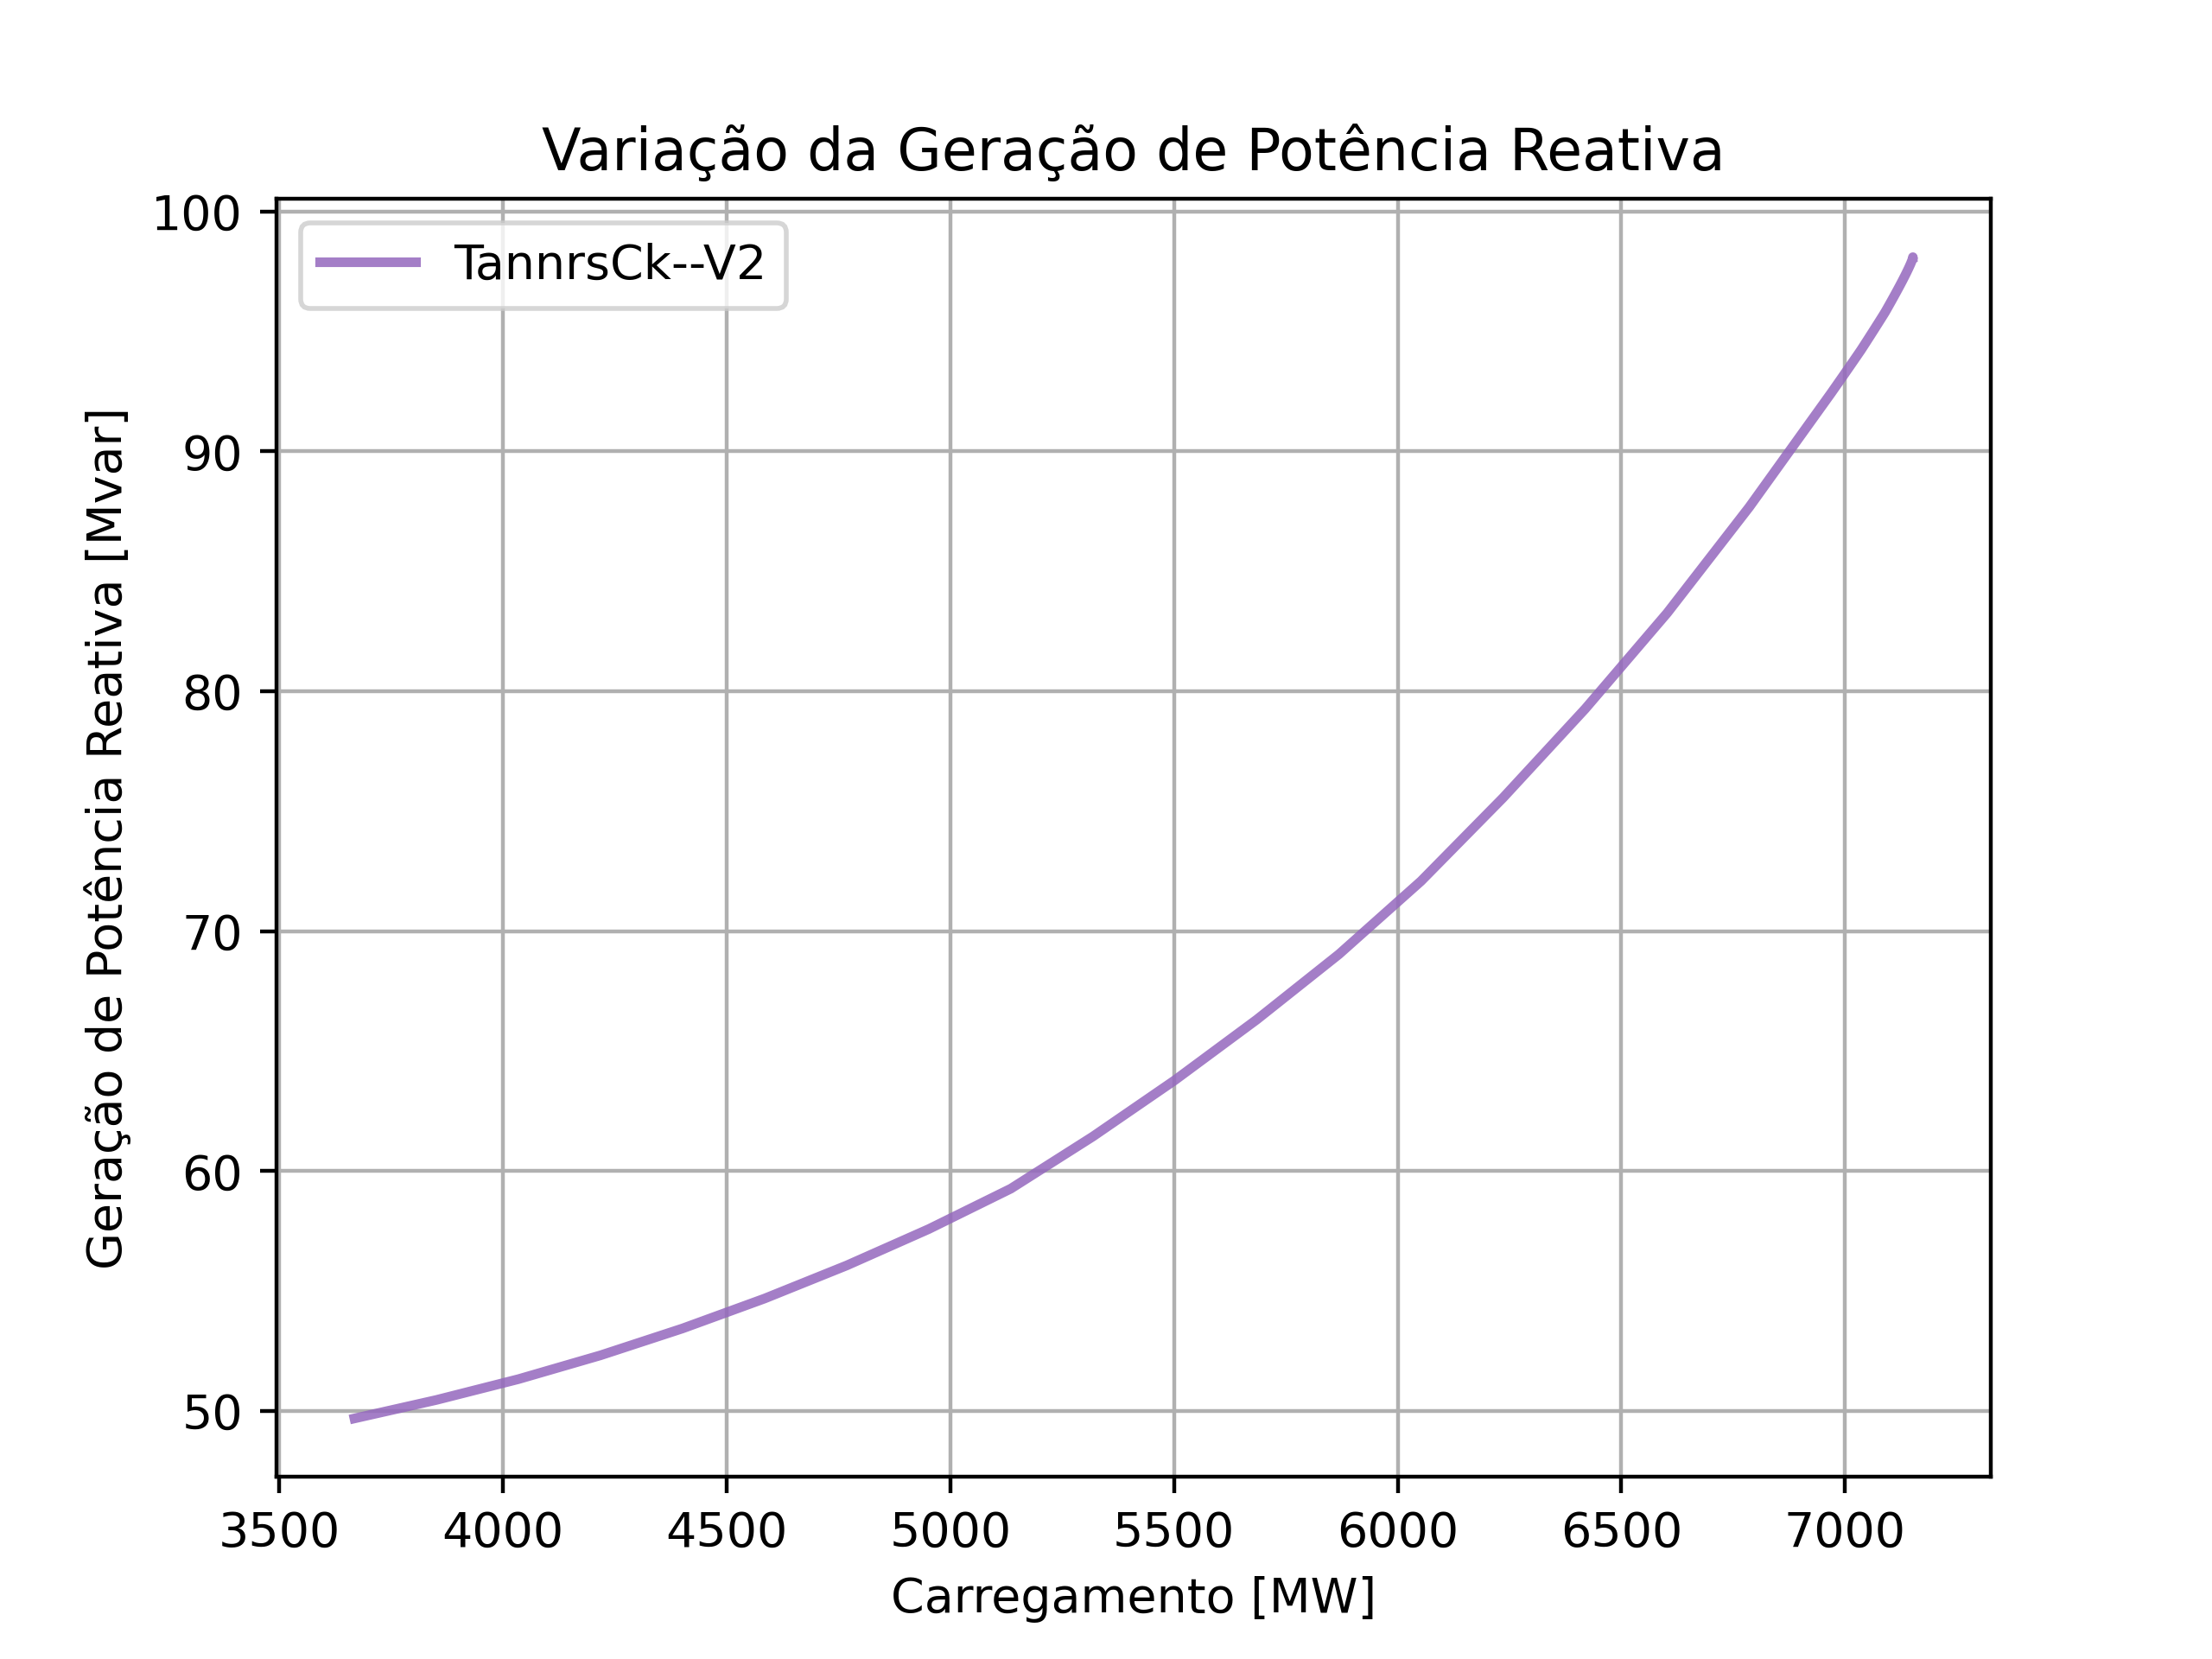 Variação da Geração de Potência Reativa
TannrsCk--V2
Geração de Potência Reativa [Mvar]
100
90
80
70
60
50
3500 4000 4500 5000 5500 6000 6500 7000
Carregamento [MW]